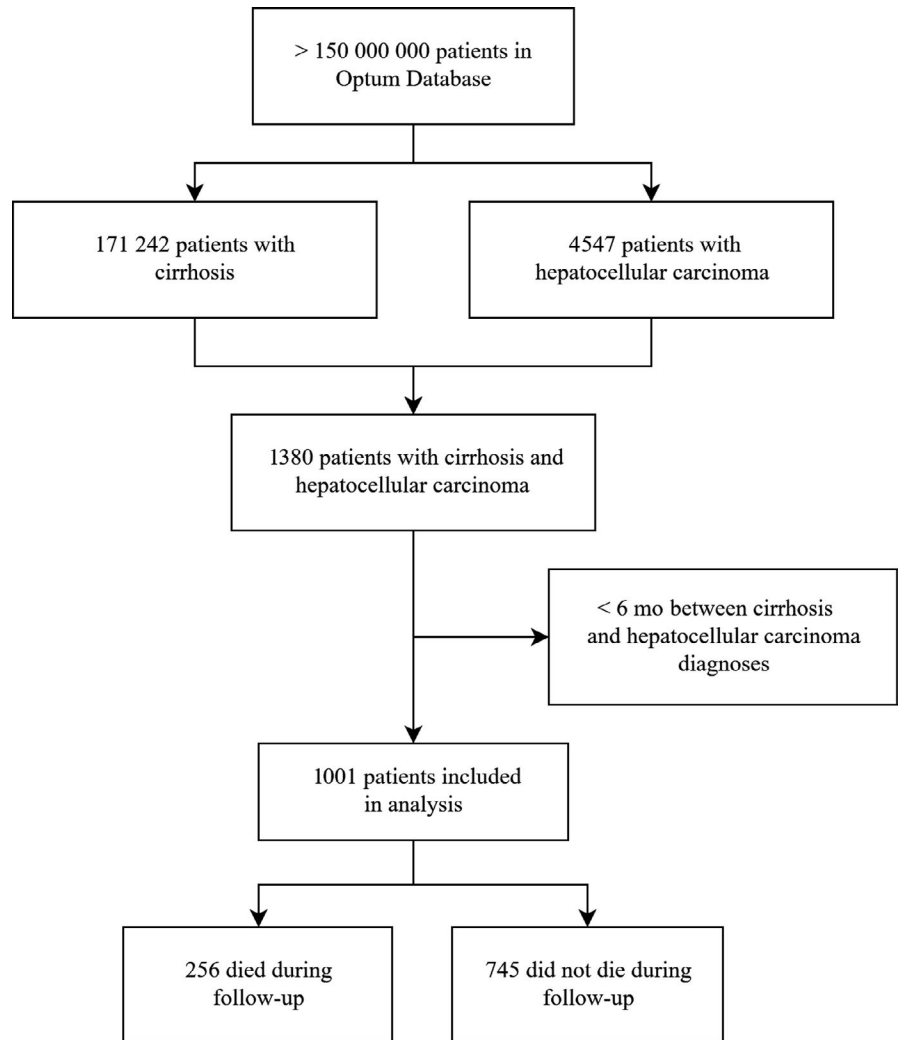 > 150 000 000 patients in
Optum Database
171 242 patients with
cirrhosis
4547 patients with
hepatocellular carcinoma
1380 patients with cirrhosis and
hepatocellular carcinoma
< 6 mo between cirrhosis
and hepatocellular carcinoma
diagnoses
1001 patients included
in analysis
256 died during
follow-up
745 did not die during
follow-up